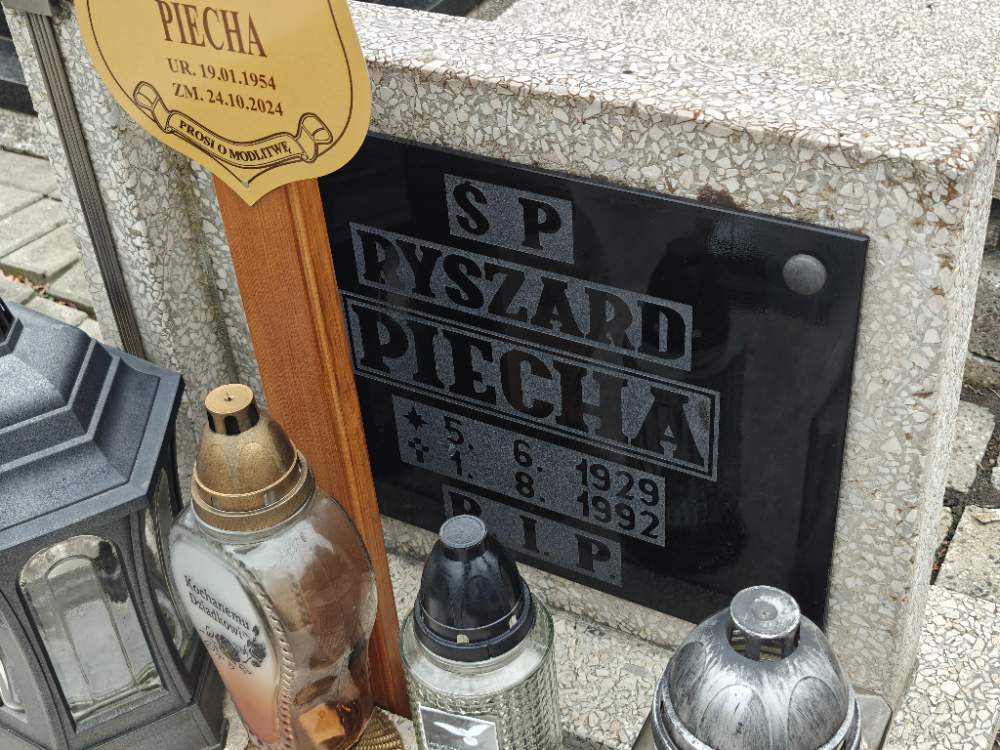 PIECHA
UR. 19.01.1954
ZM. 24.10.2024
PROSI O MODLITWĘ
Ś P
RYSZARD
PIECHA
5. 6. 1929
1. 8. 1992
R. I. P.
Kochanemu
Dziadkowi